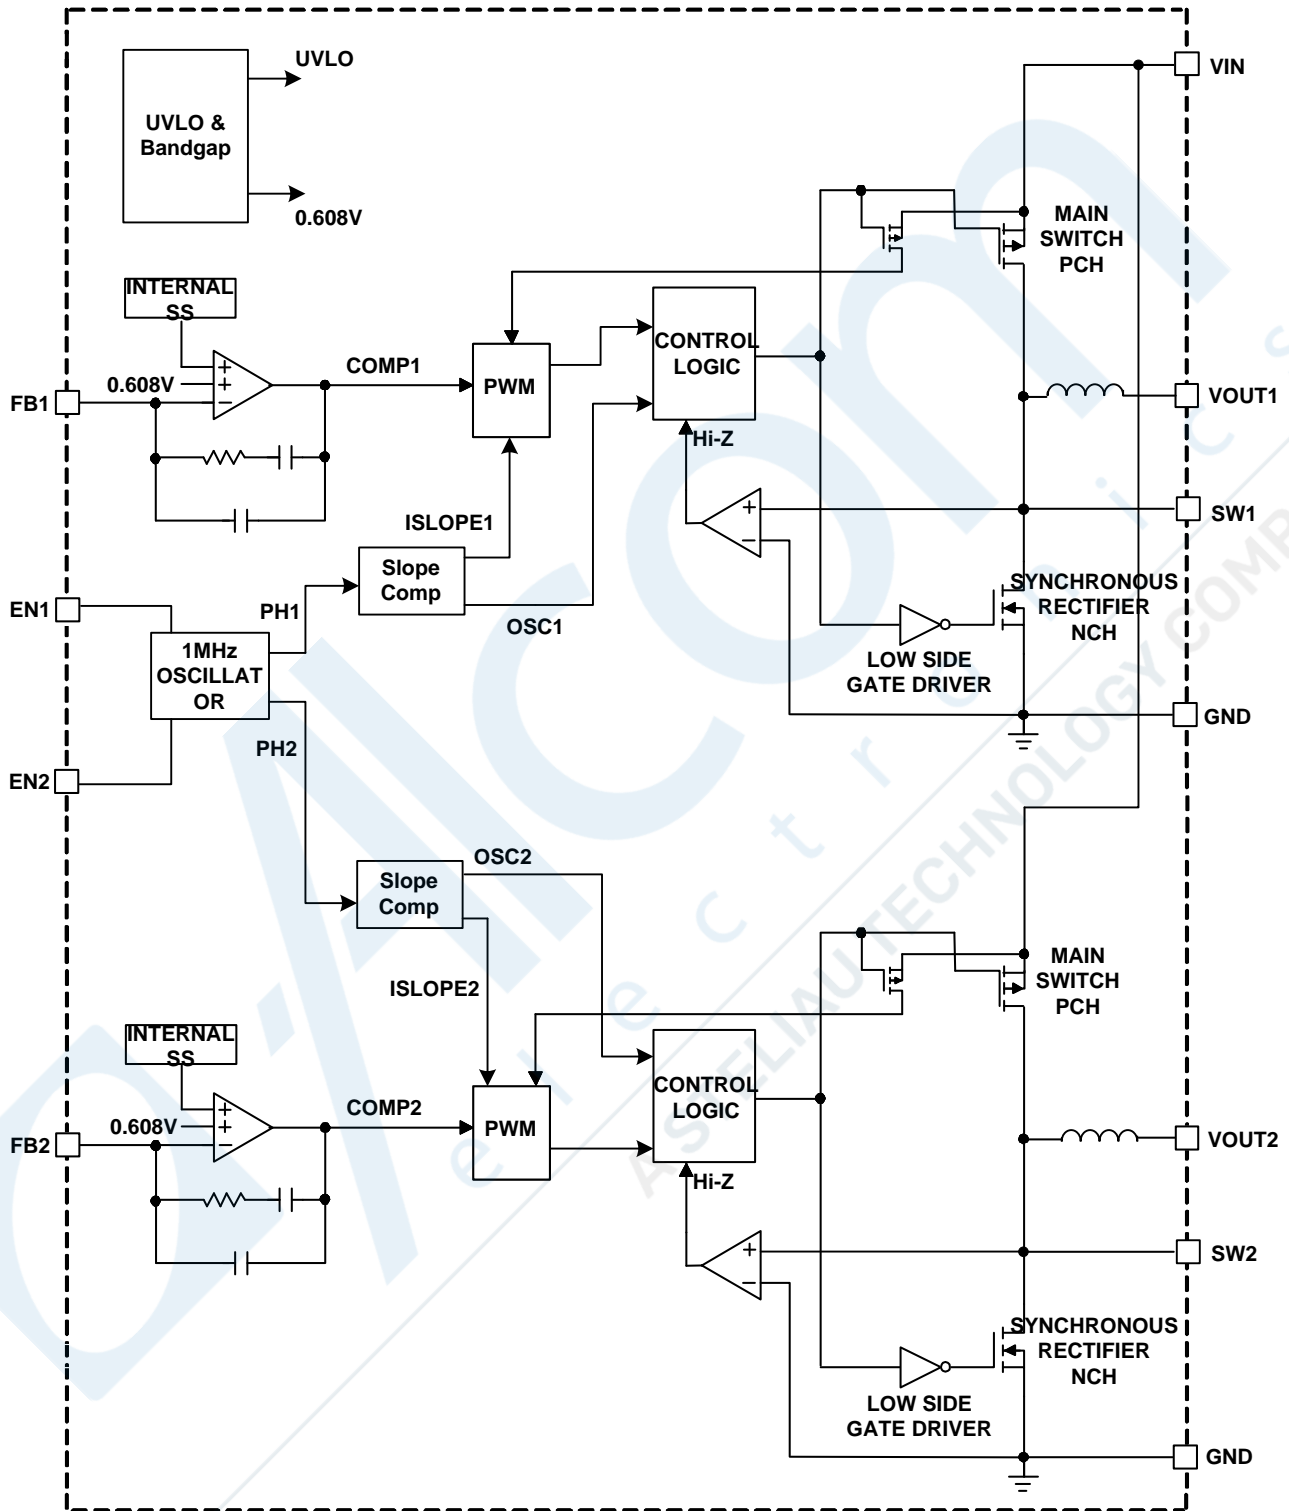 UVLO
UVLO &
Bandgap
0.608V
VIN
MAIN
SWITCH
PCH
INTERNAL
SS
0.608V
+
+
−
COMP1
PWM
CONTROL
LOGIC
FB1
VOUT1
Hi-Z
ISLOPE1
+
−
SW1
Slope
Comp
EN1
PH1
OSC1
SYNCHRONOUS
RECTIFIER
NCH
1MHz
OSCILLAT
OR
LOW SIDE
GATE DRIVER
GND
PH2
EN2
OSC2
Slope
Comp
MAIN
SWITCH
PCH
ISLOPE2
INTERNAL
SS
0.608V
+
+
−
COMP2
PWM
CONTROL
LOGIC
FB2
VOUT2
Hi-Z
+
−
SW2
SYNCHRONOUS
RECTIFIER
NCH
LOW SIDE
GATE DRIVER
GND
Alcom
electronics